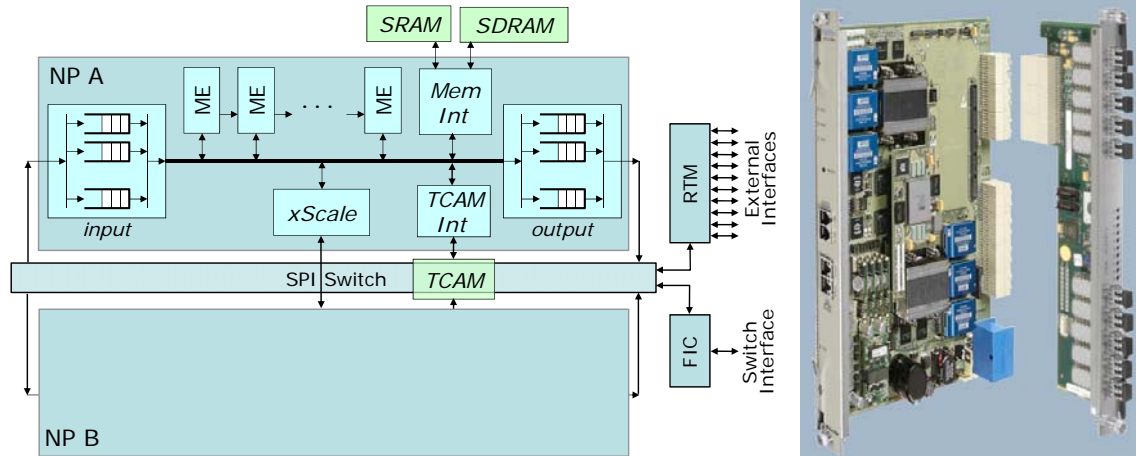 SRAM
SDRAM
NP A
ME
ME
. . .
ME
Mem
Int
input
xScale
TCAM
Int
output
RTM
External
Interfaces
SPI Switch
TCAM
FIC
Switch
Interface
NP B